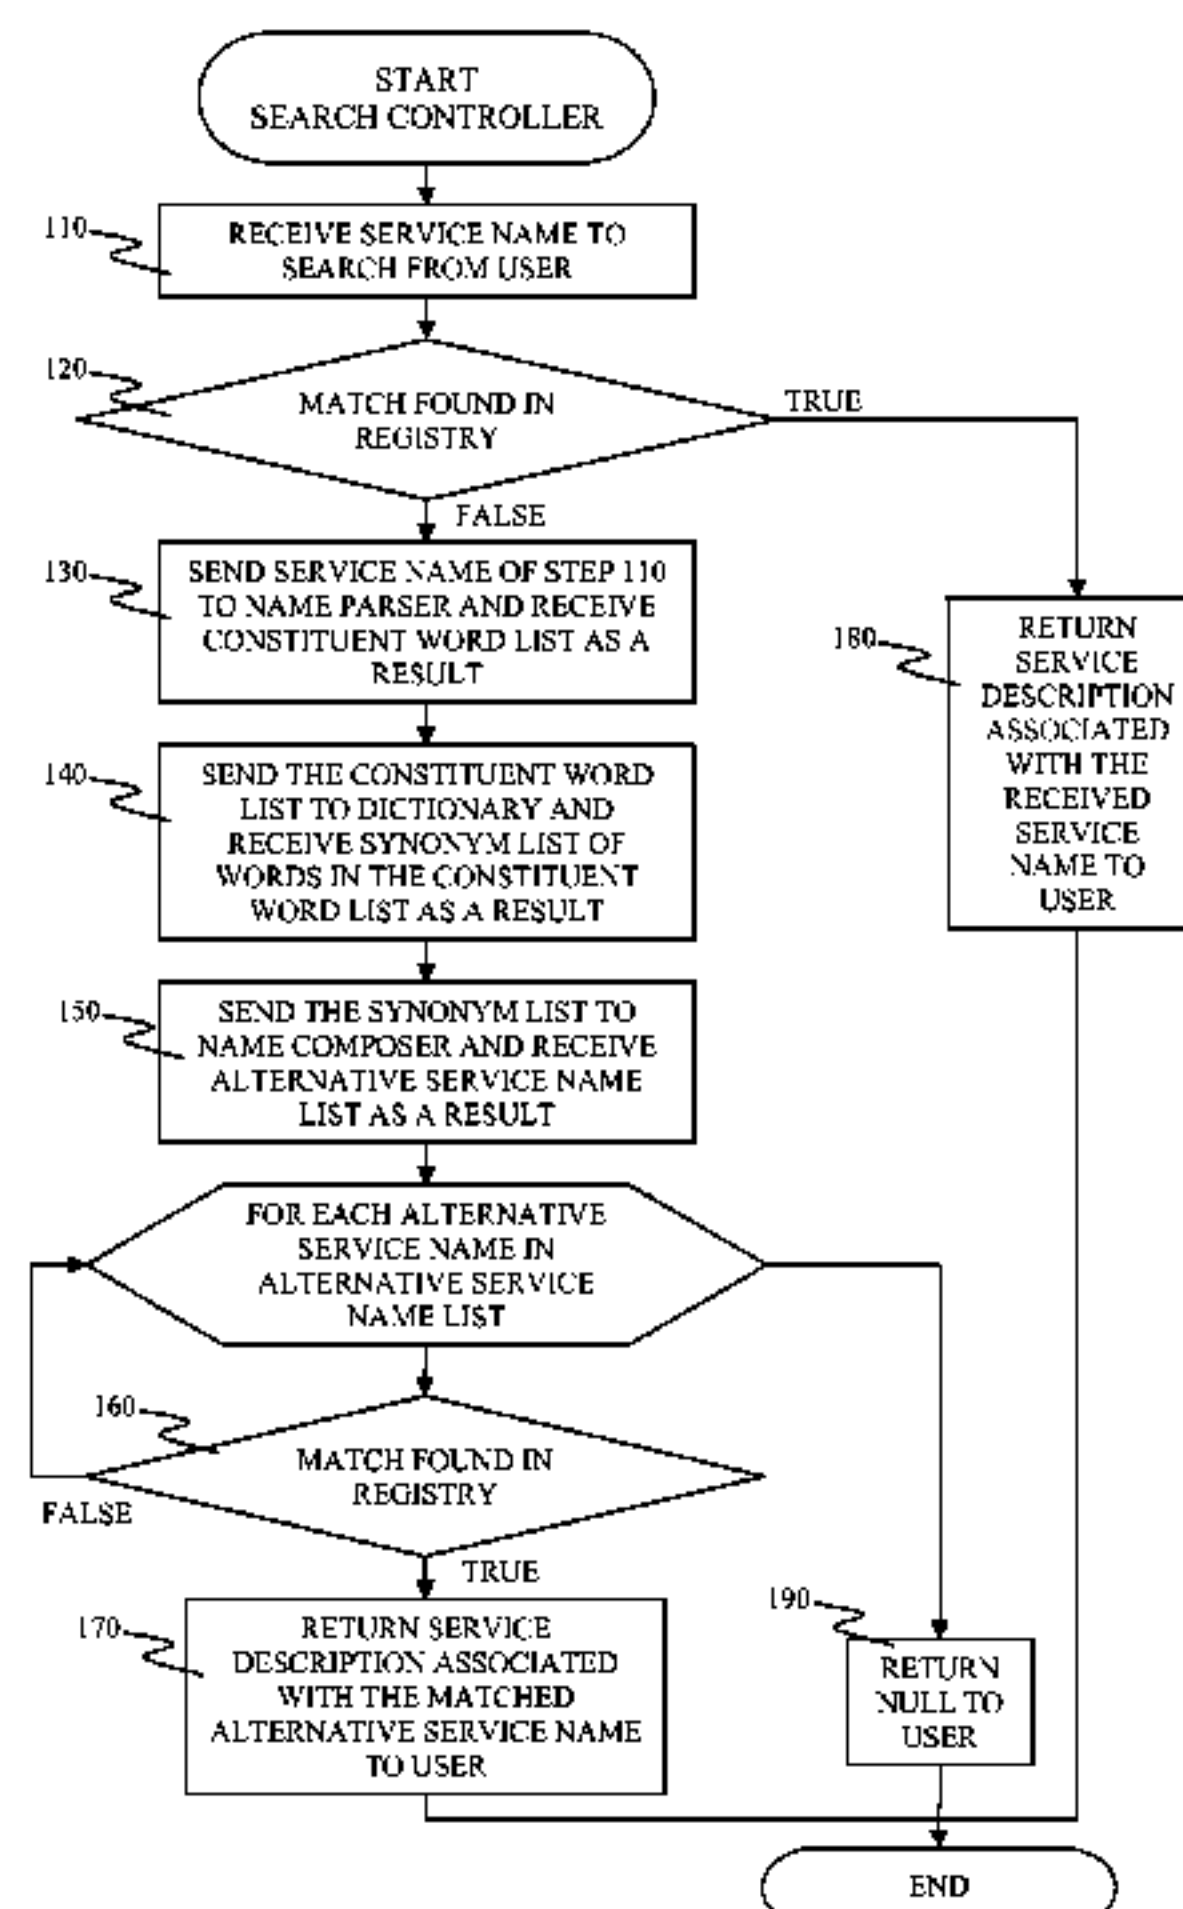 START
SEARCH CONTROLLER
110
RECEIVE SERVICE NAME TO
SEARCH FROM USER
120
MATCH FOUND IN
REGISTRY
TRUE
FALSE
130
SEND SERVICE NAME OF STEP 110
TO NAME PARSER AND RECEIVE
CONSTITUENT WORD LIST AS A
RESULT
180
RETURN
SERVICE
DESCRIPTION
ASSOCIATED
WITH THE
RECEIVED
SERVICE
NAME TO
USER
140
SEND THE CONSTITUENT WORD
LIST TO DICTIONARY AND
RECEIVE SYNONYM LIST OF
WORDS IN THE CONSTITUENT
WORD LIST AS A RESULT
150
SEND THE SYNONYM LIST TO
NAME COMPOSER AND RECEIVE
ALTERNATIVE SERVICE NAME
LIST AS A RESULT
FOR EACH ALTERNATIVE
SERVICE NAME IN
ALTERNATIVE SERVICE
NAME LIST
160
MATCH FOUND IN
REGISTRY
FALSE
TRUE
170
RETURN SERVICE
DESCRIPTION ASSOCIATED
WITH THE MATCHED
ALTERNATIVE SERVICE NAME
TO USER
190
RETURN
NULL TO
USER
END